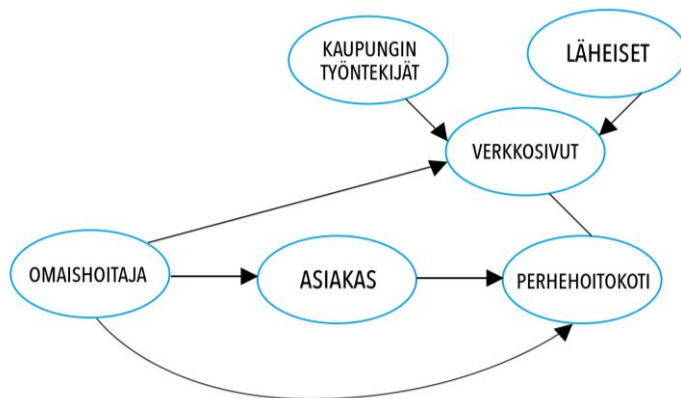 KAUPUNGIN
TYÖNTEKIJÄT
LÄHEISET
VERKKOSIVUT
OMAISHOITAJA
ASIAKAS
PERHEHOITOKOTI